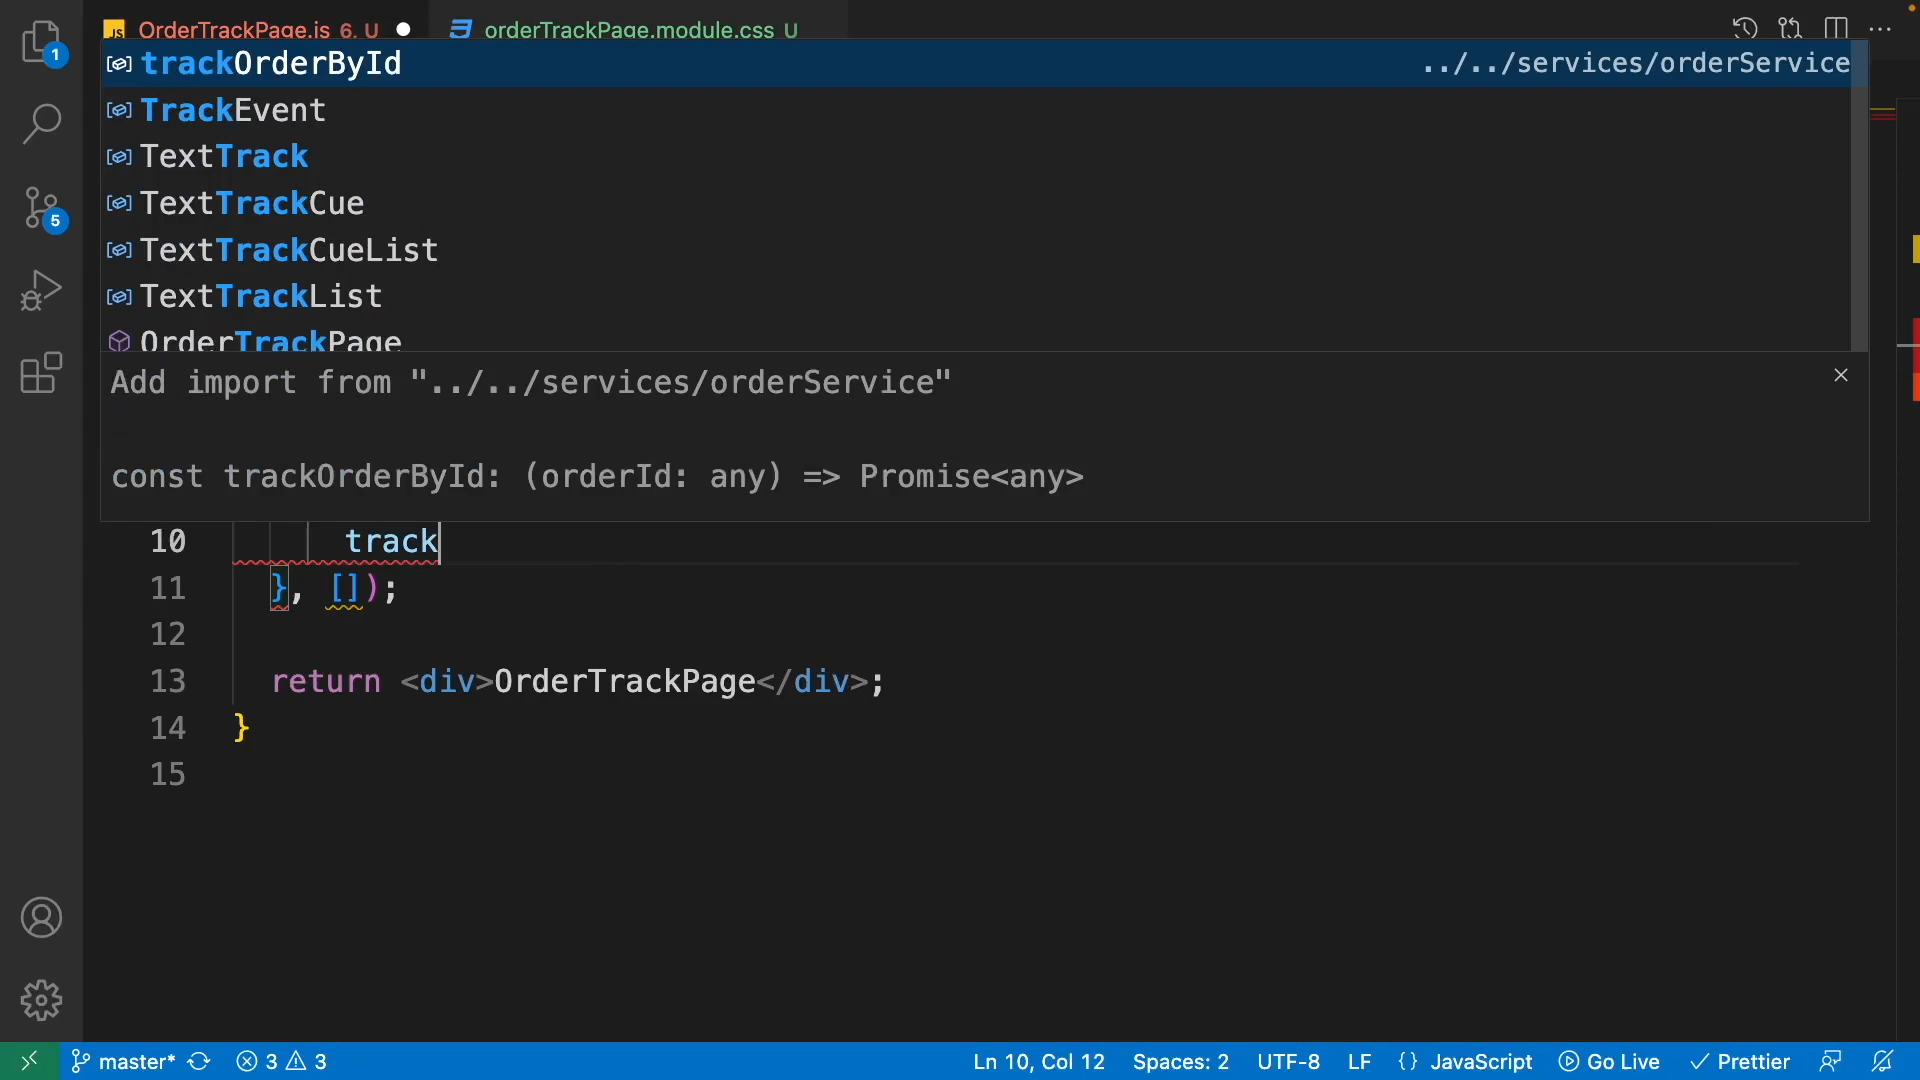 1
JS OrderTrackPage.js 6, U
orderTrackPage.module.css U
trackOrderById ../../services/orderService
TrackEvent
TextTrack
TextTrackCue
TextTrackCueList
TextTrackList
OrderTrackPage
Add import from "../../services/orderService"
const trackOrderById: (orderId: any) => Promise<any>
5
10 track
11 }, []);
12
13 return <div>OrderTrackPage</div>;
14 }
15
master* 3 3 Ln 10, Col 12 Spaces: 2 UTF-8 LF {} JavaScript Go Live Prettier